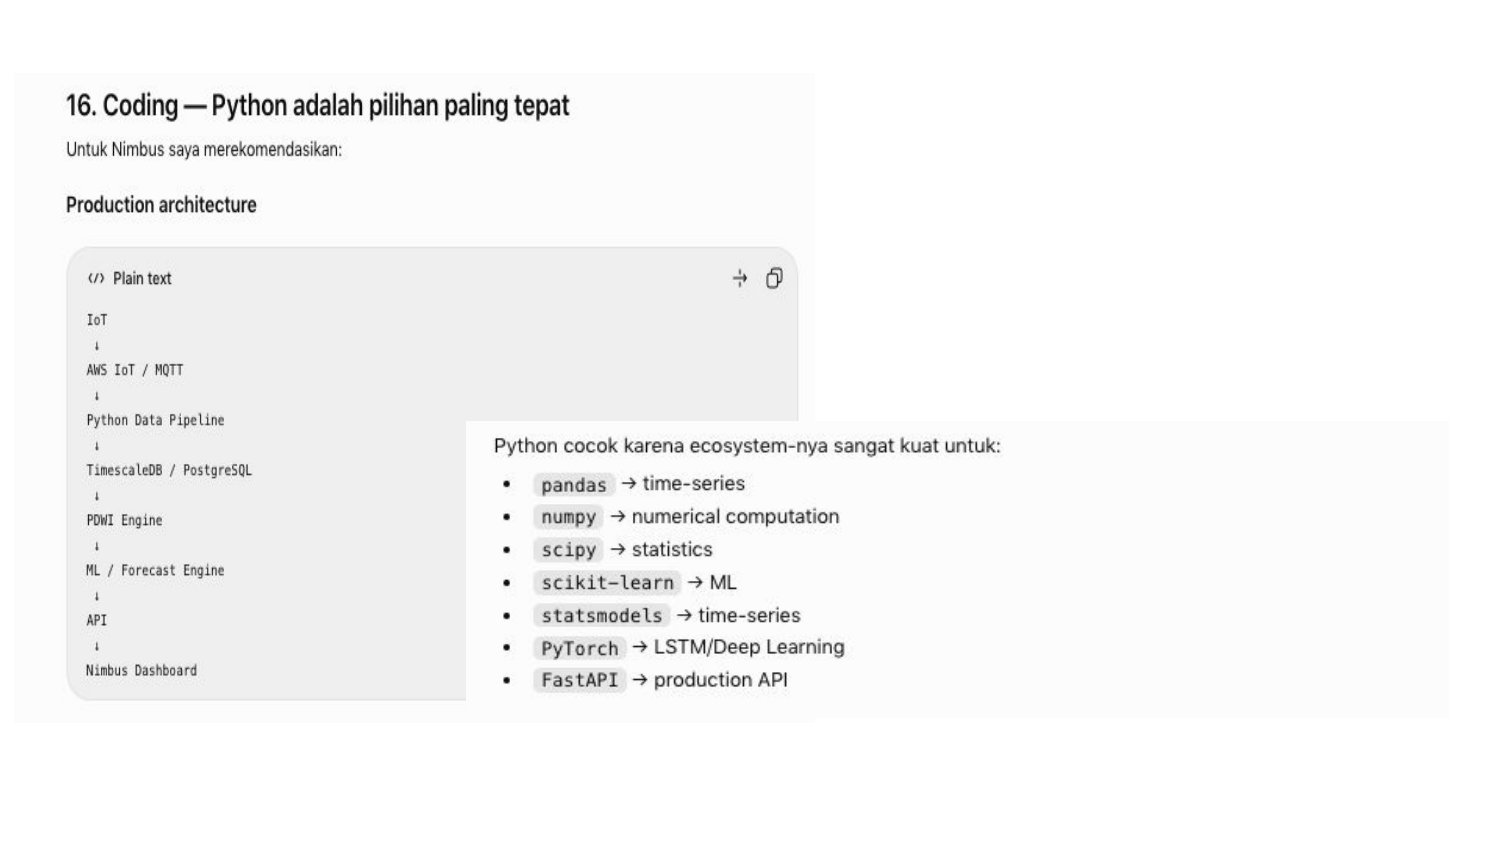 16. Coding — Python adalah pilihan paling tepat
Untuk Nimbus saya merekomendasikan:
Production architecture
</> Plain text
IoT
↓
AWS IoT / MQTT
↓
Python Data Pipeline
↓
TimescaleDB / PostgreSQL
↓
PDWI Engine
↓
ML / Forecast Engine
↓
API
↓
Nimbus Dashboard
Python cocok karena ecosystem-nya sangat kuat untuk:
• pandas → time-series
• numpy → numerical computation
• scipy → statistics
• scikit-learn → ML
• statsmodels → time-series
• PyTorch → LSTM/Deep Learning
• FastAPI → production API